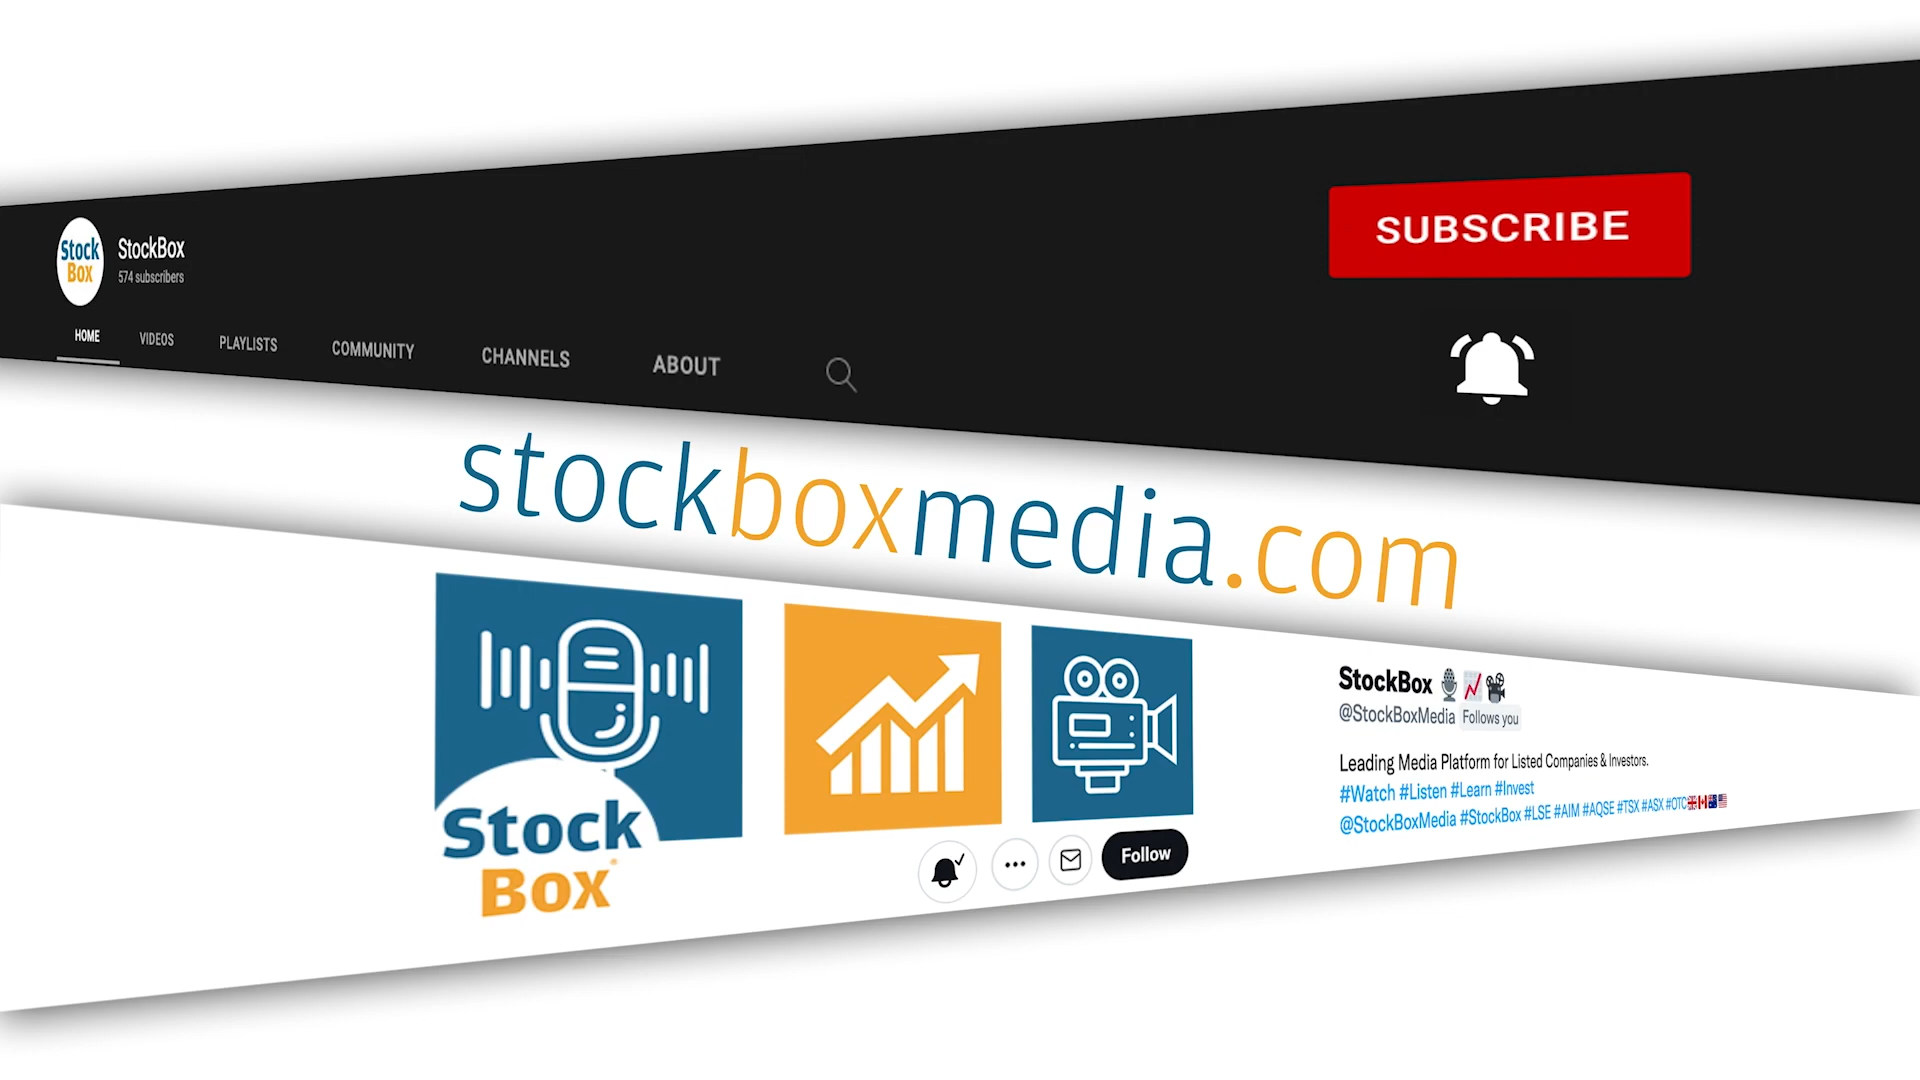 Stock
Box
StockBox
574 subscribers
SUBSCRIBE
HOME VIDEOS PLAYLISTS COMMUNITY CHANNELS ABOUT
stockboxmedia.com
Stock
Box
Follow
StockBox
@StockBoxMedia Follows you
Leading Media Platform for Listed Companies & Investors.
#Watch #Listen #Learn #Invest
@StockBoxMedia #StockBox #LSE #AIM #AQSE #TSX #ASX #OTC